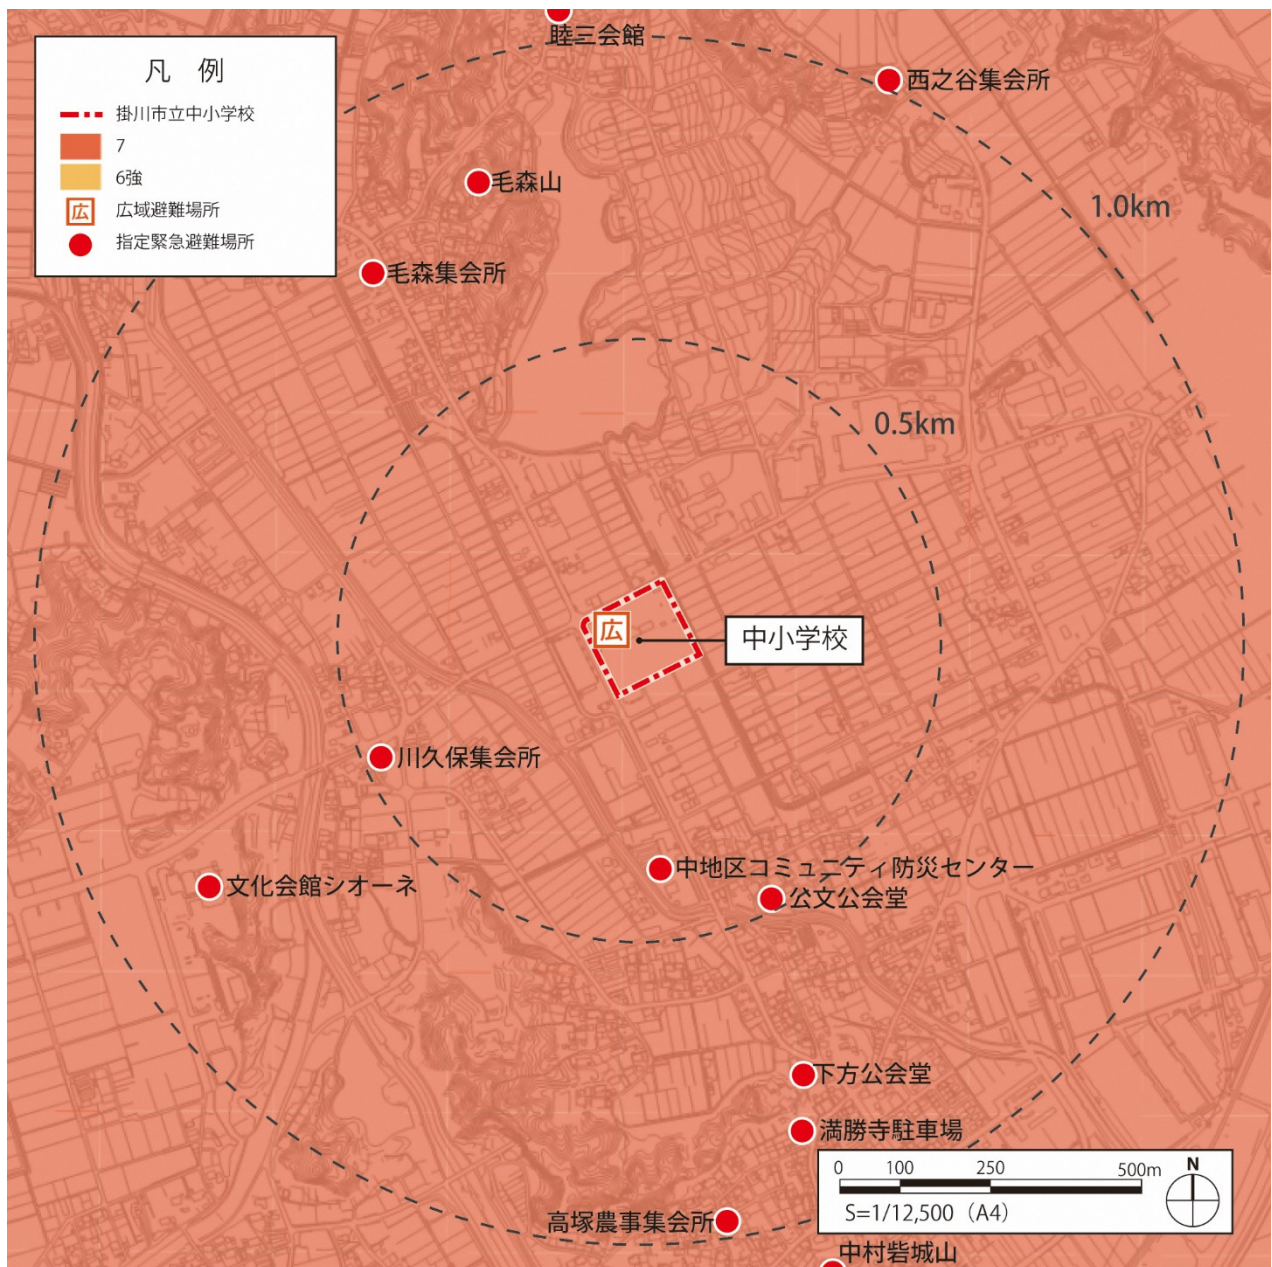 睦三会館
凡 例
掛川市立中小学校
7
6強
広 広域避難場所
指定緊急避難場所
西之谷集会所
毛森山
1.0km
毛森集会所
0.5km
広
中小学校
川久保集会所
中地区コミュニティ防災センター
文化会館シオーネ
公文公会堂
下方公会堂
満勝寺駐車場
0 100 250 500m
N
S=1/12,500（A4）
高塚農事集会所
中村砦城山